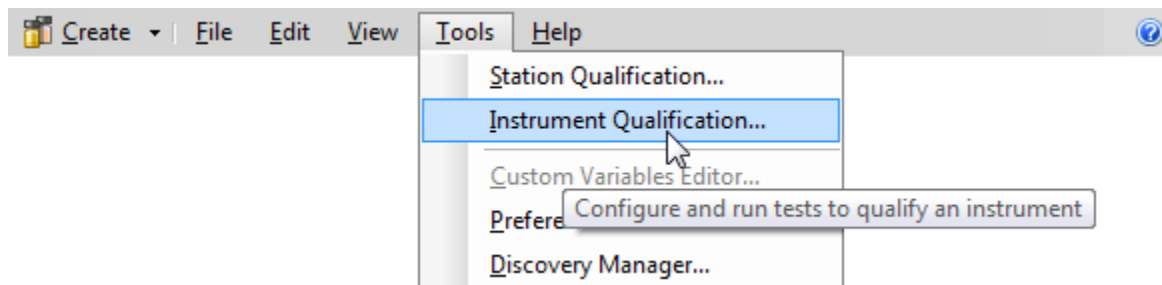 Create File Edit View Tools Help
Station Qualification...
Instrument Qualification...
Custom Variables Editor...
Prefere
Configure and run tests to qualify an instrument
Discovery Manager...